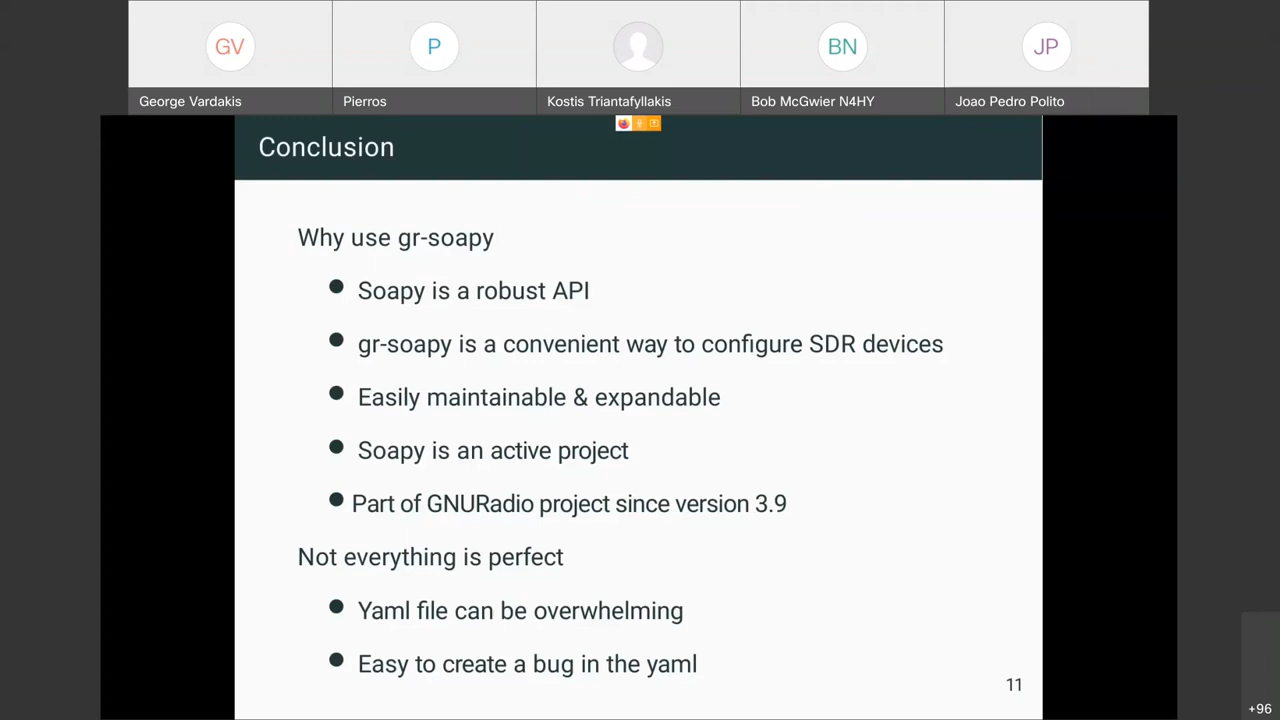 GV
P
BN
JP
George Vardakis
Pierros
Kostis Triantafyllakis
Bob McGwier N4HY
Joao Pedro Polito
Conclusion
Why use gr-soapy
Soapy is a robust API
gr-soapy is a convenient way to configure SDR devices
Easily maintainable & expandable
Soapy is an active project
Part of GNURadio project since version 3.9
Not everything is perfect
Yaml file can be overwhelming
Easy to create a bug in the yaml
11
+96